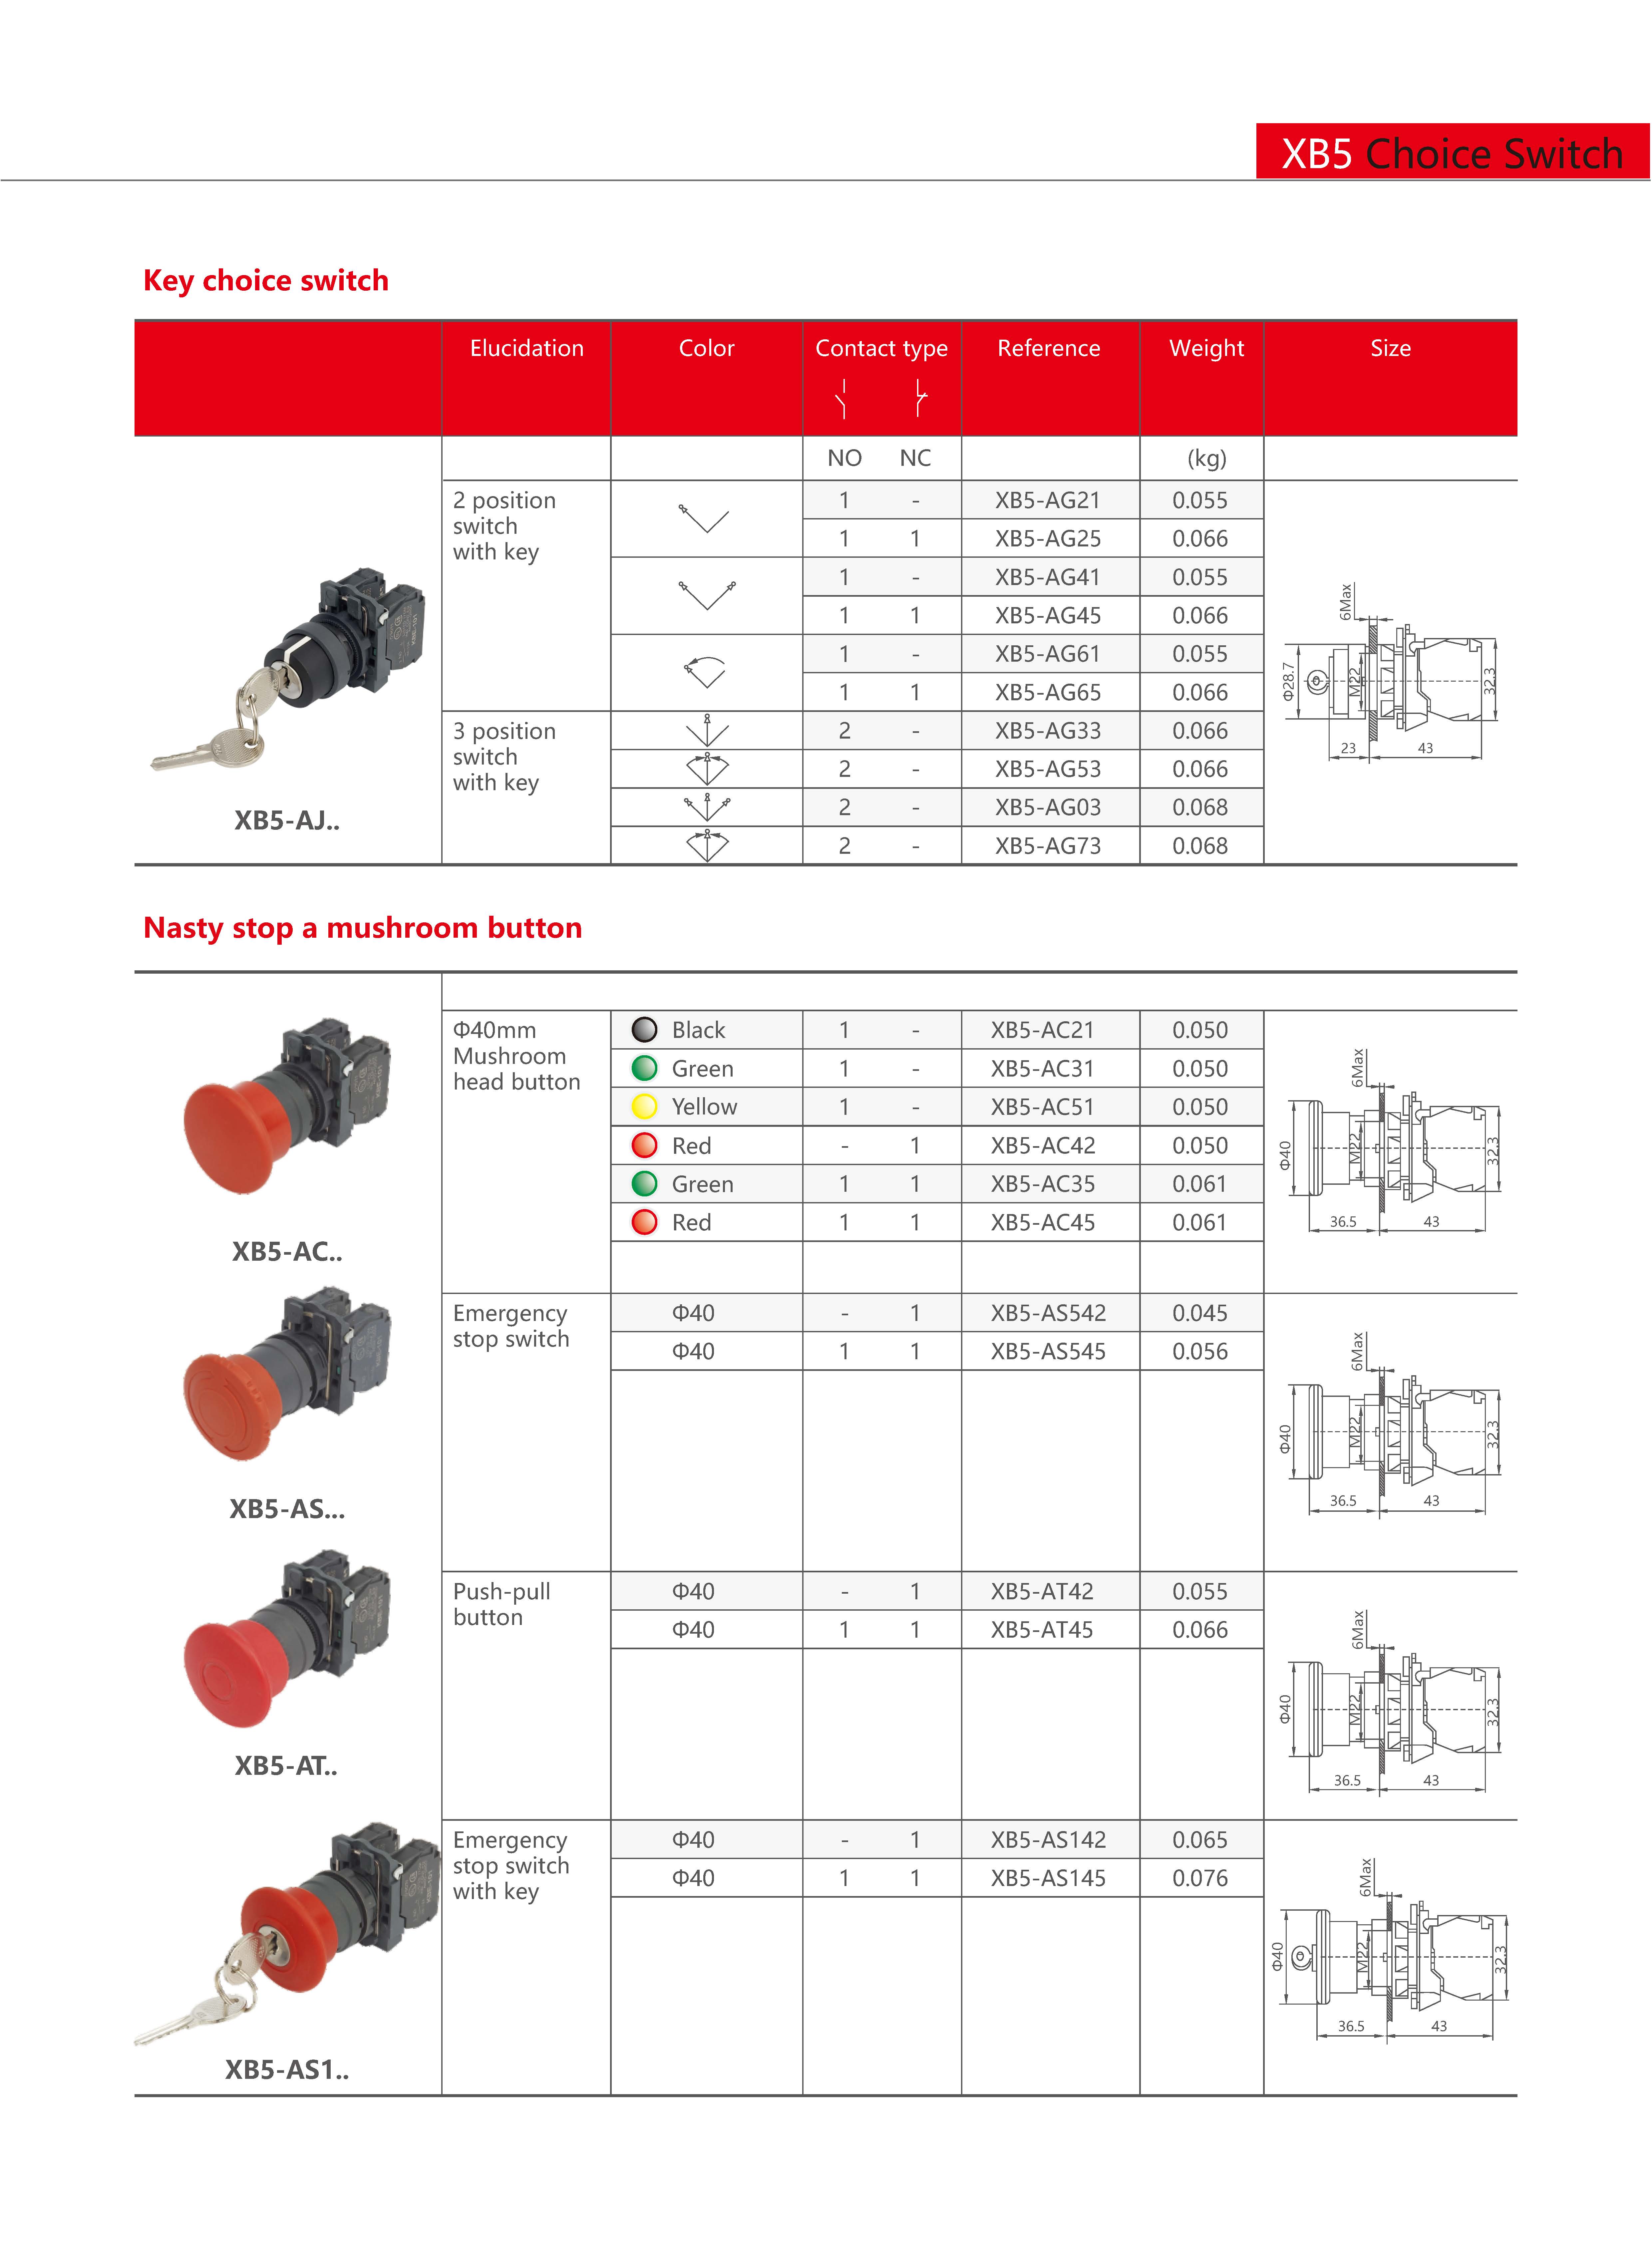 XB5 Choice Switch
Key choice switch
Elucidation Color Contact type Reference Weight Size
NO NC (kg)
2 position
switch
with key
1 - XB5-AG21 0.055
1 1 XB5-AG25 0.066
1 - XB5-AG41 0.055
1 1 XB5-AG45 0.066
1 - XB5-AG61 0.055
1 1 XB5-AG65 0.066
3 position
switch
with key
2 - XB5-AG33 0.066
2 - XB5-AG53 0.066
2 - XB5-AG03 0.068
2 - XB5-AG73 0.068
XB5-AJ..
6Max
Φ28.7
M22
32.3
23 43
Nasty stop a mushroom button
Φ40mm
Mushroom
head button
Black 1 - XB5-AC21 0.050
Green 1 - XB5-AC31 0.050
Yellow 1 - XB5-AC51 0.050
Red - 1 XB5-AC42 0.050
Green 1 1 XB5-AC35 0.061
Red 1 1 XB5-AC45 0.061
XB5-AC..
6Max
Φ40
M22
32.3
36.5 43
Emergency
stop switch
Φ40 - 1 XB5-AS542 0.045
Φ40 1 1 XB5-AS545 0.056
XB5-AS...
6Max
Φ40
M22
32.3
36.5 43
Push-pull
button
Φ40 - 1 XB5-AT42 0.055
Φ40 1 1 XB5-AT45 0.066
XB5-AT..
6Max
Φ40
M22
32.3
36.5 43
Emergency
stop switch
with key
Φ40 - 1 XB5-AS142 0.065
Φ40 1 1 XB5-AS145 0.076
XB5-AS1..
6Max
Φ40
M22
32.3
36.5 43